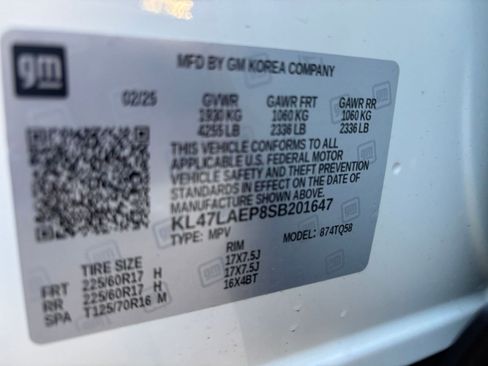 gm
MFD BY GM KOREA COMPANY
02/25 GVWR GAWR FRT GAWR RR
1930 KG 1060 KG 1060 KG
4255 LB 2336 LB 2336 LB
THIS VEHICLE CONFORMS TO ALL
APPLICABLE U.S. FEDERAL MOTOR
VEHICLE SAFETY AND THEFT PREVENTION
STANDARDS IN EFFECT ON THE DATE OF
MANUFACTURE SHOWN ABOVE.
KL47LAEP8SB201647
TYPE: MPV MODEL: 874TQ58
TIRE SIZE RIM
FRT 225/60R17 H 17X7.5J
RR 225/60R17 H 17X7.5J
SPA T125/70R16 M 16X4BT